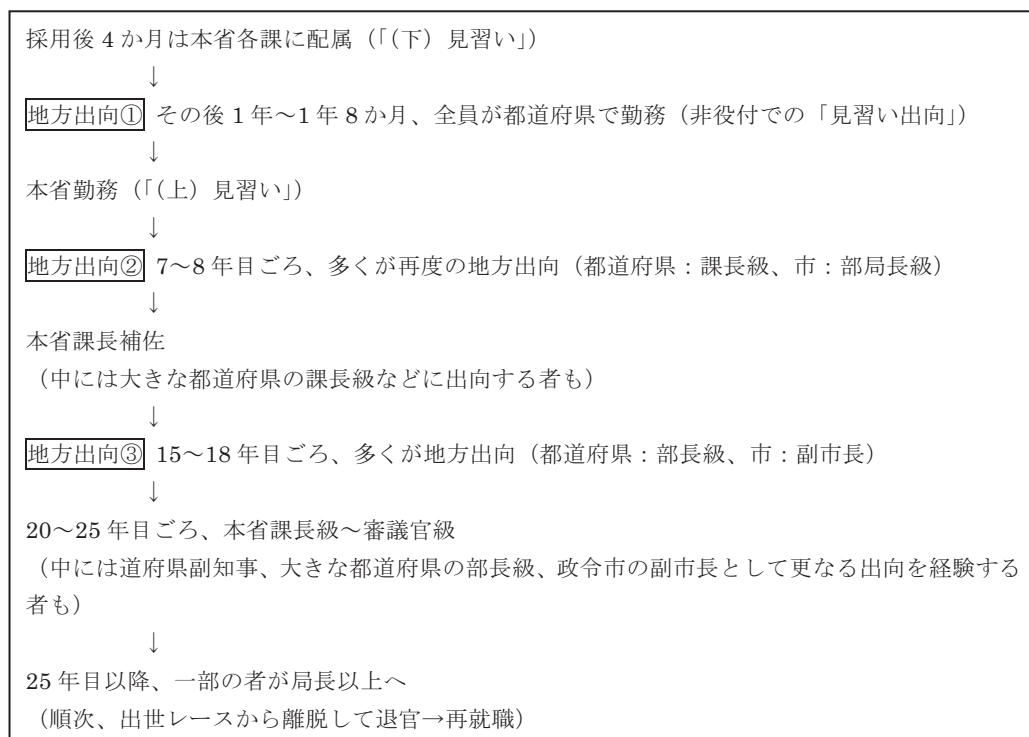 採用後 4 か月は本省各課に配属（「(下）見習い」）
↓
地方出向① その後 1 年～1 年 8 か月、全員が都道府県で勤務（非役付での「見習い出向」）
↓
本省勤務（「(上）見習い」）
↓
地方出向② 7～8 年目ごろ、多くが再度の地方出向（都道府県：課長級、市：部局長級）
↓
本省課長補佐
（中には大きな都道府県の課長級などに出向する者も）
↓
地方出向③ 15～18 年目ごろ、多くが地方出向（都道府県：部長級、市：副市長）
↓
20～25 年目ごろ、本省課長級～審議官級
（中には道府県副知事、大きな都道府県の部長級、政令市の副市長として更なる出向を経験する
者も）
↓
25 年目以降、一部の者が局長以上へ
（順次、出世レースから離脱して退官→再就職）